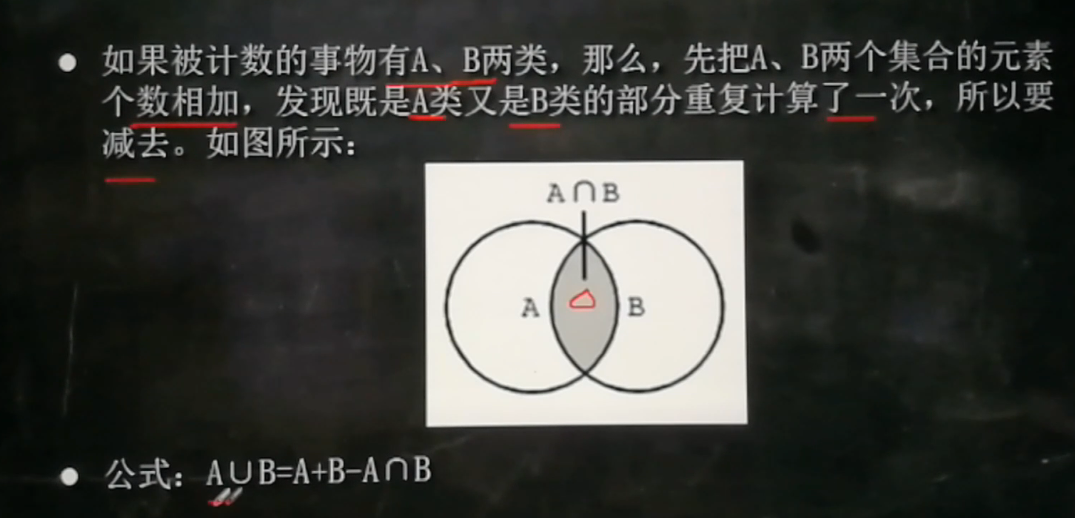 如果被计数的事物有A、B两类，那么，先把A、B两个集合的元素
个数相加，发现既是A类又是B类的部分重复计算了一次，所以要
减去。如图所示：
A∩B
A B
公式：A∪B=A+B-A∩B